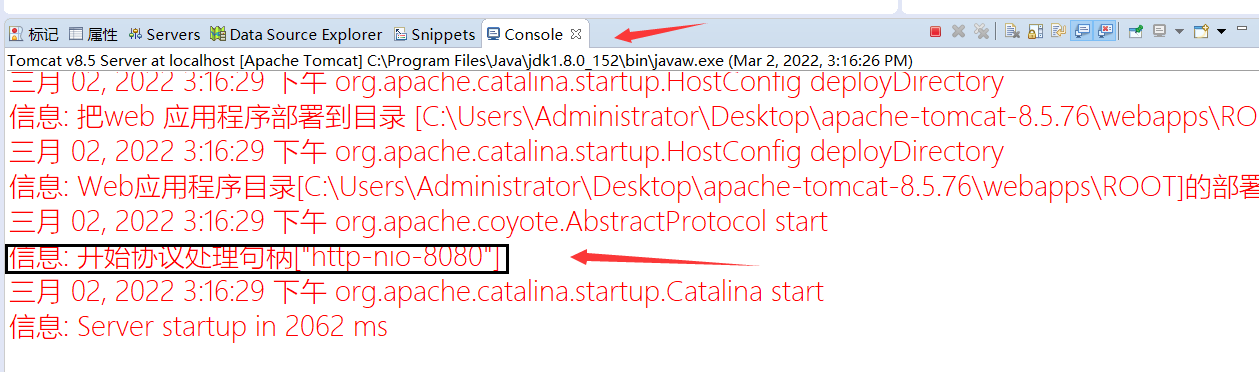 标记 属性 Servers Data Source Explorer Snippets Console
Tomcat v8.5 Server at localhost [Apache Tomcat] C:\Program Files\Java\jdk1.8.0_152\bin\javaw.exe (Mar 2, 2022, 3:16:26 PM)
三月 02, 2022 3:16:29 下午 org.apache.catalina.startup.HostConfig deployDirectory
信息: 把web 应用程序部署到目录 [C:\Users\Administrator\Desktop\apache-tomcat-8.5.76\webapps\RO
三月 02, 2022 3:16:29 下午 org.apache.catalina.startup.HostConfig deployDirectory
信息: Web应用程序目录[C:\Users\Administrator\Desktop\apache-tomcat-8.5.76\webapps\ROOT]的部署
三月 02, 2022 3:16:29 下午 org.apache.coyote.AbstractProtocol start
信息: 开始协议处理句柄["http-nio-8080"]
三月 02, 2022 3:16:29 下午 org.apache.catalina.startup.Catalina start
信息: Server startup in 2062 ms